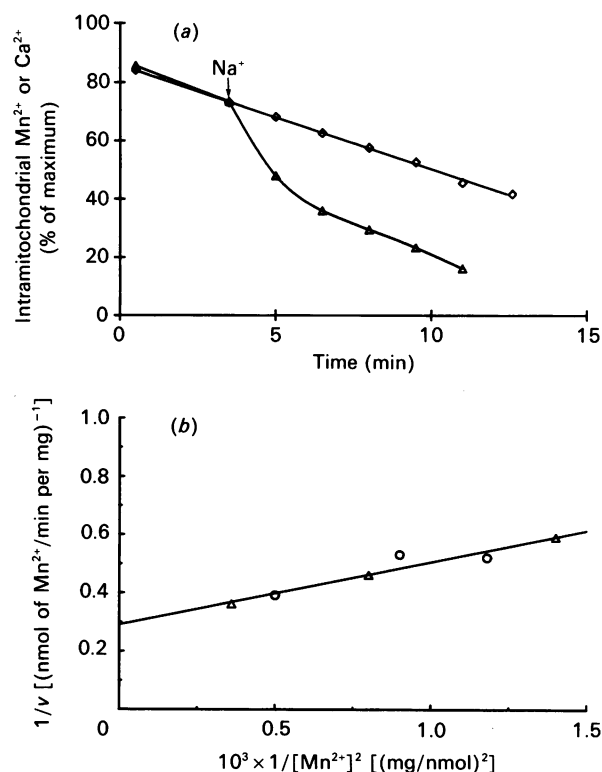 (a)
Na⁺
Intramitochondrial Mn²⁺ or Ca²⁺
(% of maximum)
100
80
60
40
20
0
0
5
10
15
Time (min)
(b)
1/v [(nmol of Mn²⁺/min per mg)⁻¹]
1.0
0.8
0.6
0.4
0.2
0
0.5
1.0
1.5
10³ × 1/[Mn²⁺]² [(mg/nmol)²]